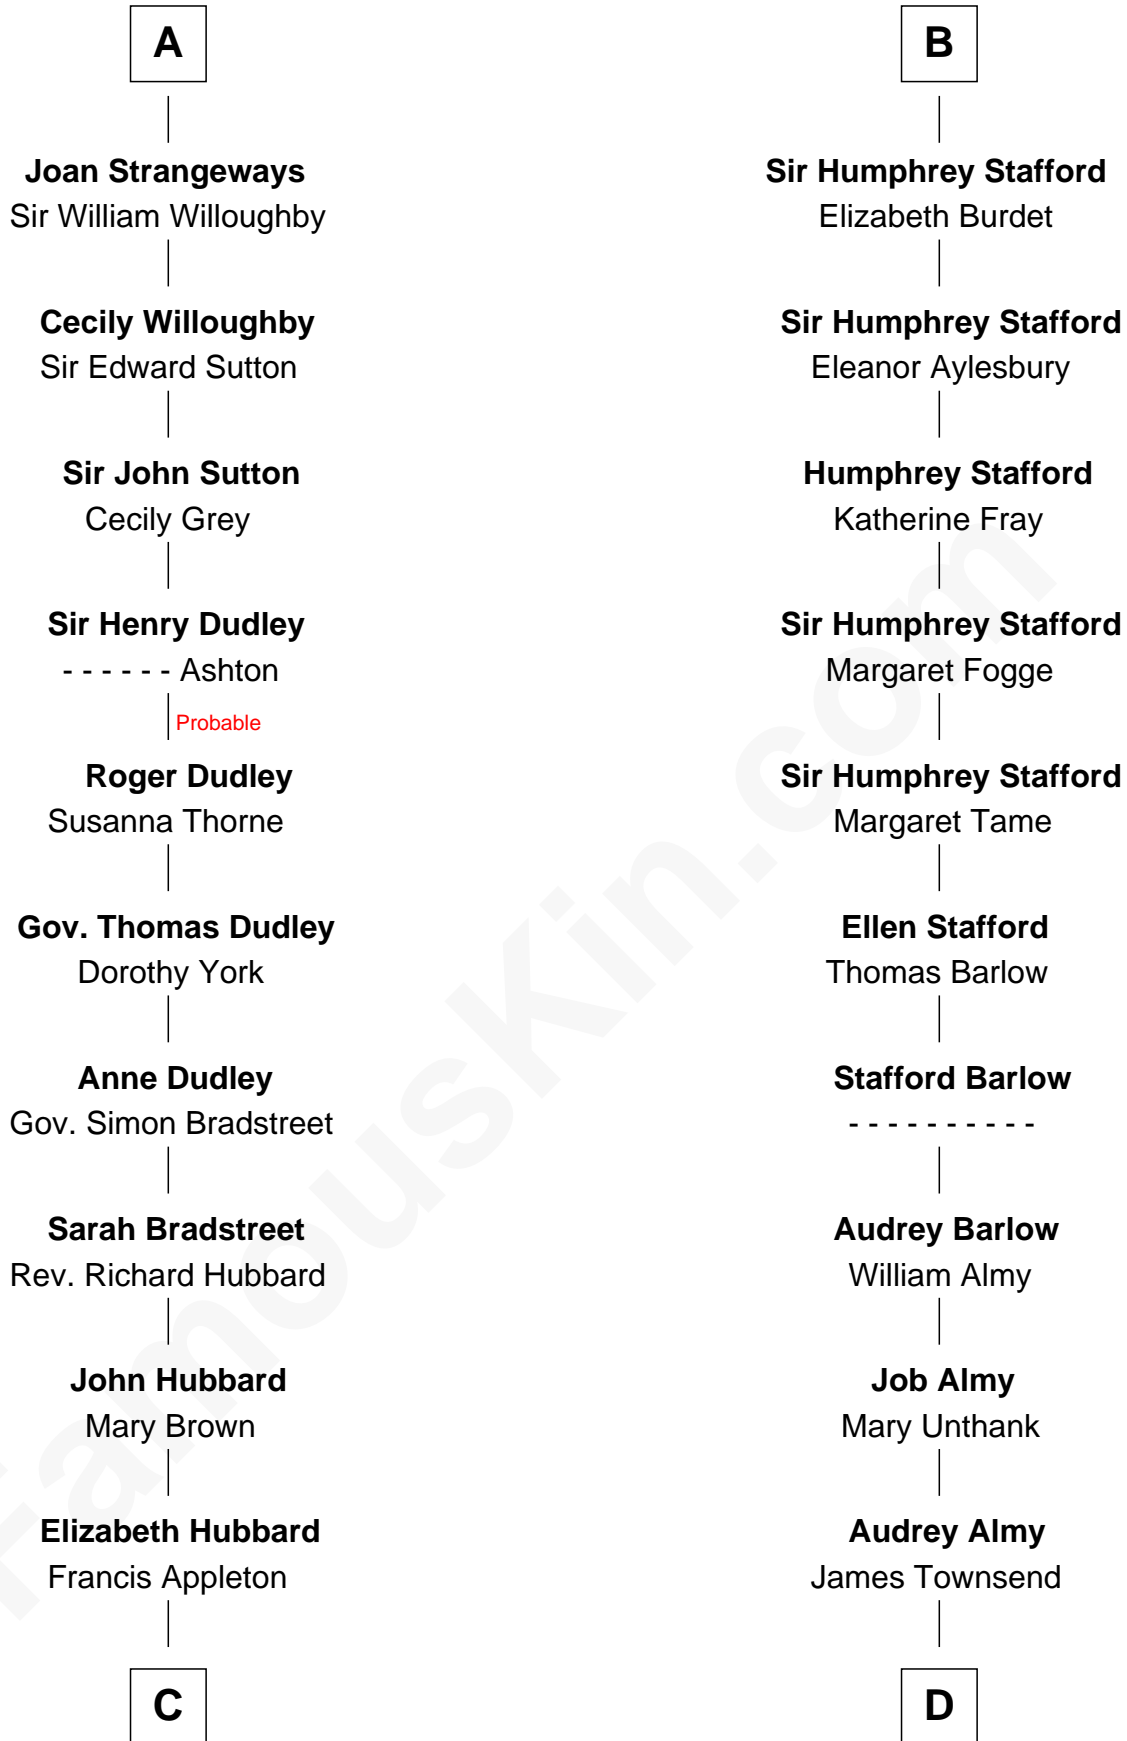 A
Joan Strangeways
Sir William Willoughby
Cecily Willoughby
Sir Edward Sutton
Sir John Sutton
Cecily Grey
Sir Henry Dudley
- - - - - - Ashton
Probable
Roger Dudley
Susanna Thorne
Gov. Thomas Dudley
Dorothy York
Anne Dudley
Gov. Simon Bradstreet
Sarah Bradstreet
Rev. Richard Hubbard
John Hubbard
Mary Brown
Elizabeth Hubbard
Francis Appleton
C
B
Sir Humphrey Stafford
Elizabeth Burdet
Sir Humphrey Stafford
Eleanor Aylesbury
Humphrey Stafford
Katherine Fray
Sir Humphrey Stafford
Margaret Fogge
Sir Humphrey Stafford
Margaret Tame
Ellen Stafford
Thomas Barlow
Stafford Barlow
- - - - - - - - - -
Audrey Barlow
William Almy
Job Almy
Mary Unthank
Audrey Almy
James Townsend
D
FamousKin.com